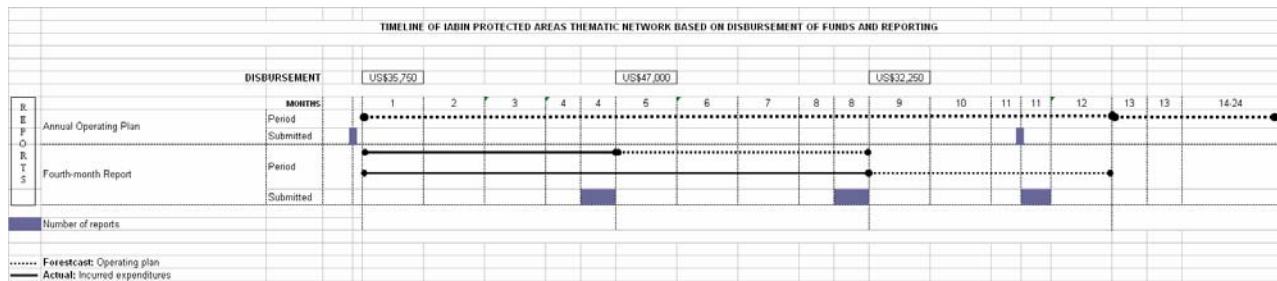 TIMELINE OF IABIN PROTECTED AREAS THEMATIC NETWORK BASED ON DISBURSEMENT OF FUNDS AND REPORTING
DISBURSEMENT US$35,750 US$47,000 US$32,250
REPORTS
MONTHS 1 2 3 4 4 5 6 7 8 8 9 10 11 11 12 13 13 14-24
Annual Operating Plan
Period
Submitted
Fourth-month Report
Period
Submitted
Number of reports
Forestcast: Operating plan
Actual: Incurred expenditures